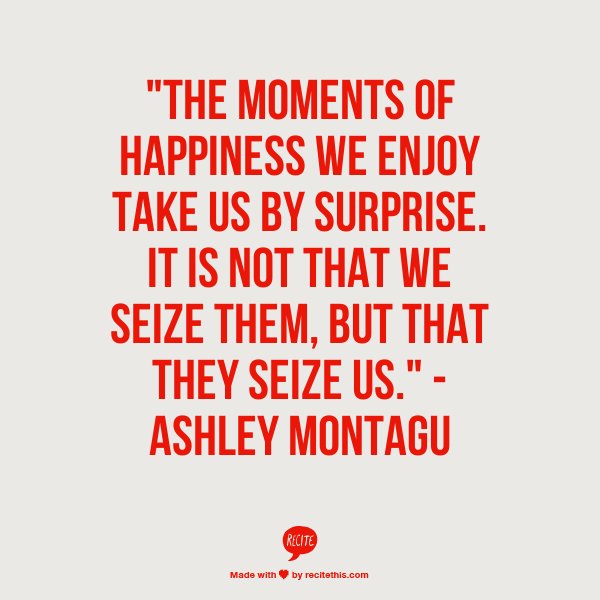 "THE MOMENTS OF
HAPPINESS WE ENJOY
TAKE US BY SURPRISE.
IT IS NOT THAT WE
SEIZE THEM, BUT THAT
THEY SEIZE US." -
ASHLEY MONTAGU
RECITE
Made with ♥ by recitethis.com